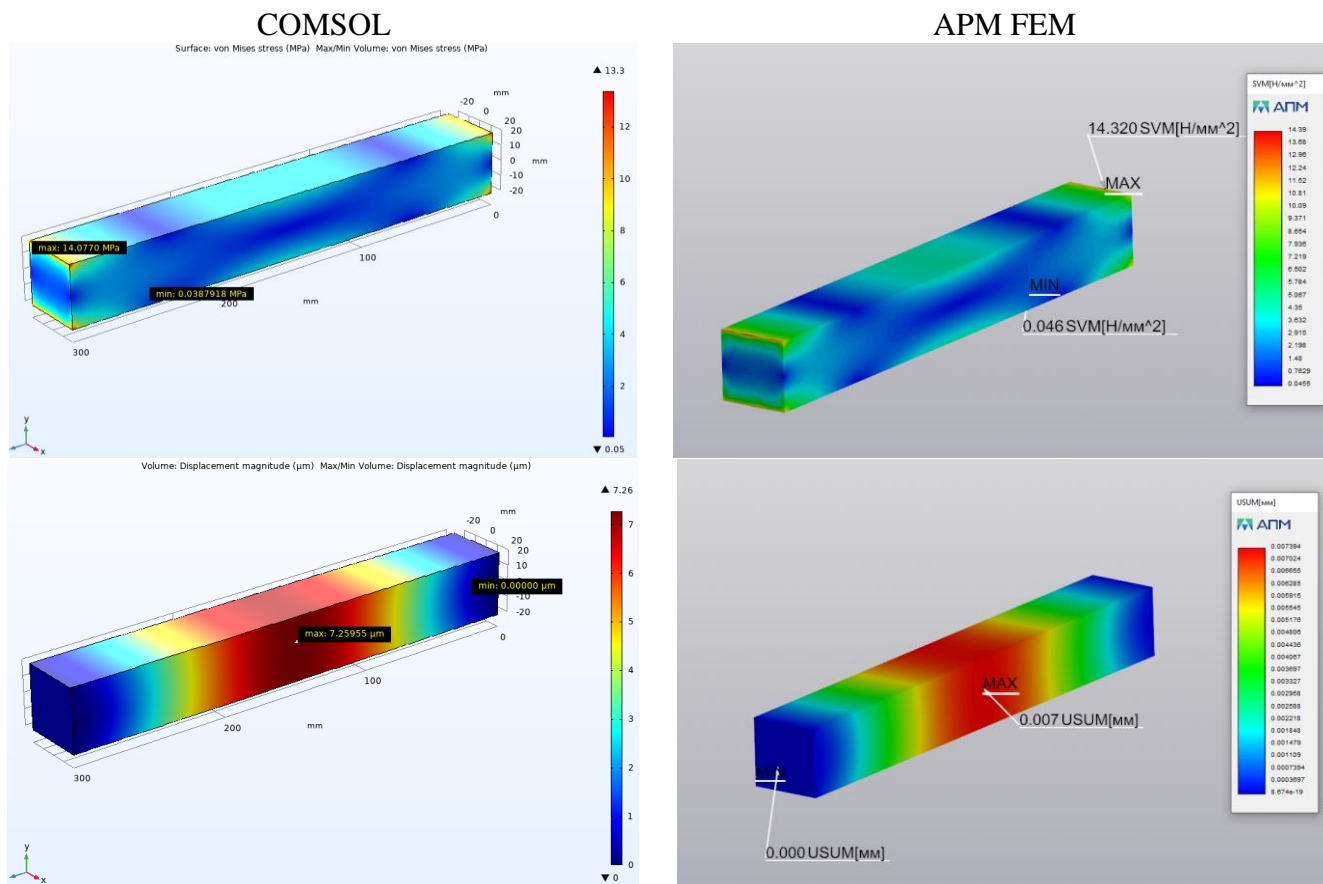 COMSOL
APM FEM
Surface: von Mises stress (MPa) Max/Min Volume: von Mises stress (MPa)
▲ 13.3
12
10
8
6
4
2
▼ 0.05
mm
-20
0
20
10
0
mm
-10
-20
0
100
mm
200
300
max: 14.0770 MPa
min: 0.0387918 MPa
y
x
SVM[Н/мм^2]
АПМ
14.39
13.68
12.96
12.24
11.52
10.81
10.09
9.371
8.654
7.936
7.219
6.502
5.784
5.067
4.35
3.632
2.915
2.198
1.48
0.7629
0.0455
14.320 SVM[Н/мм^2]
MAX
MIN
0.046 SVM[Н/мм^2]
Volume: Displacement magnitude (μm) Max/Min Volume: Displacement magnitude (μm)
▲ 7.26
7
6
5
4
3
2
1
0
▼ 0
mm
-20
0
20
10
-10
-20
0
min: 0.00000 μm
max: 7.25955 μm
100
mm
200
300
y
x
USUM[мм]
АПМ
0.007394
0.007024
0.006655
0.006285
0.005915
0.005545
0.005176
0.004806
0.004436
0.004067
0.003697
0.003327
0.002958
0.002588
0.002218
0.001848
0.001479
0.001109
0.0007394
0.0003697
8.674e-19
MAX
0.007 USUM[мм]
MIN
0.000 USUM[мм]